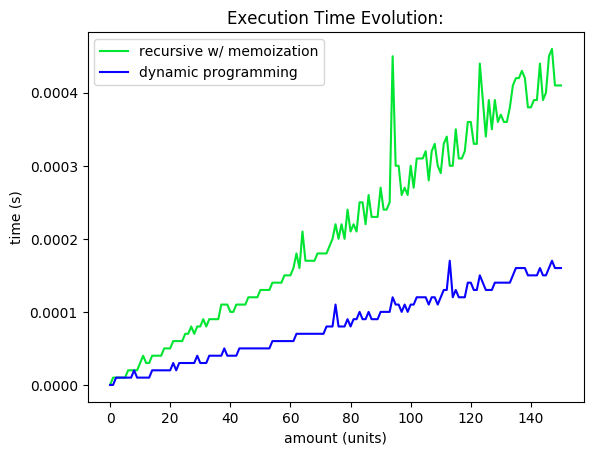 Execution Time Evolution:
recursive w/ memoization
dynamic programming
time (s)
0.0004
0.0003
0.0002
0.0001
0.0000
0 20 40 60 80 100 120 140
amount (units)